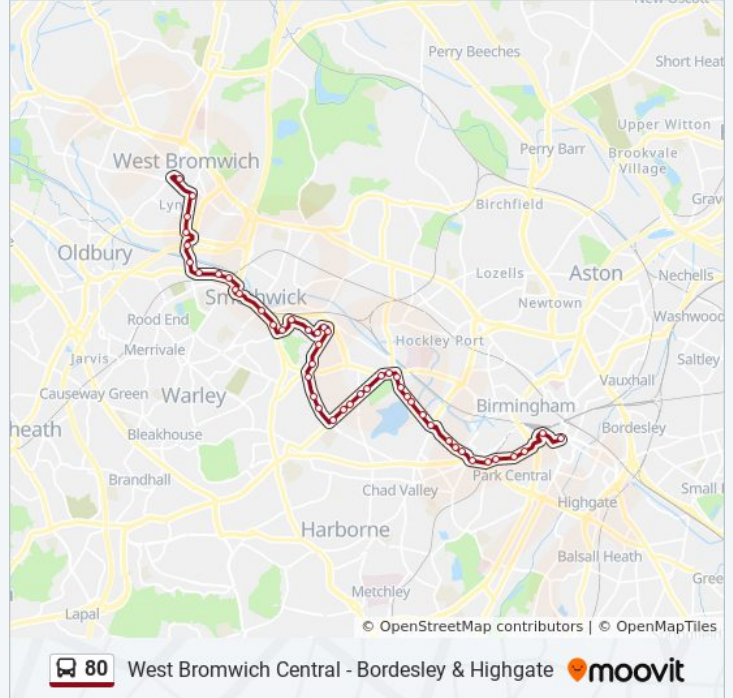 New Oscott
Perry Beeches
Short Heat
Upper Witton
West Bromwich
Perry Barr
Brookvale
Village
Lyn
Birchfield
Grav
Oldbury
Lozells
Aston
Nechells
Smethwick
Newtown
Rood End
Washwood
Merrivale
Hockley Port
Jarvis
Saltley
Causeway Green
Warley
Vauxhall
Birmingham
heath
Bleakhouse
Bordesley
Brandhall
Park Central
Chad Valley
Small H
Highgate
Harborne
Balsall Heath
Metchley
Gree
Lapal
© OpenStreetMap contributors | © OpenMapTiles
80 West Bromwich Central - Bordesley & Highgate moovit